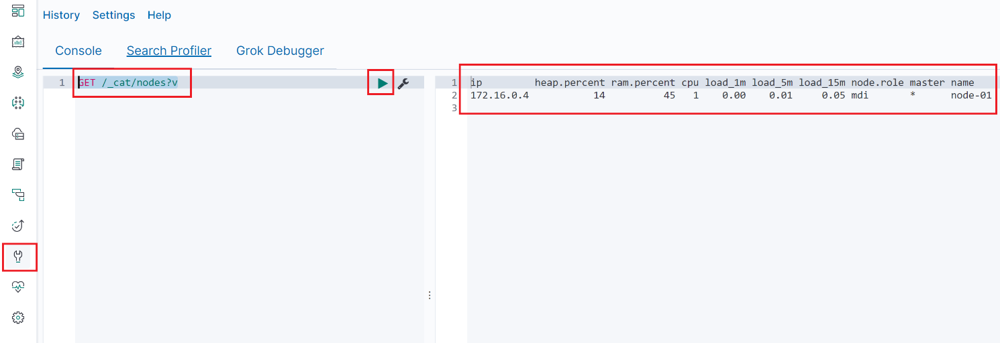 History Settings Help
Console Search Profiler Grok Debugger
1 GET /_cat/nodes?v
1 ip heap.percent ram.percent cpu load_1m load_5m load_15m node.role master name
2 172.16.0.4 14 45 1 0.00 0.01 0.05 mdi * node-01
3